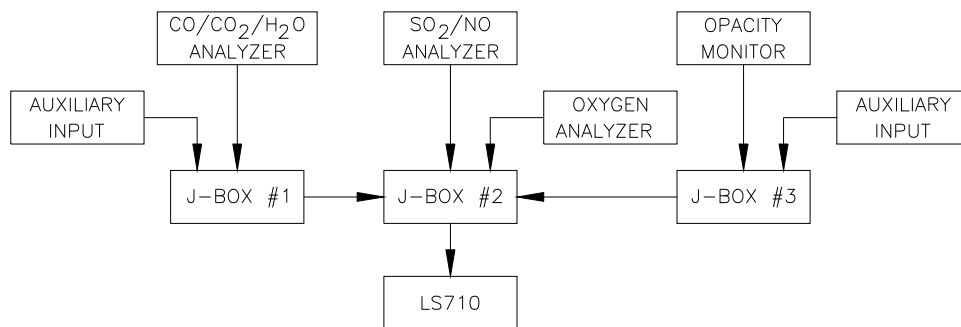 CO/CO₂/H₂O
ANALYZER
SO₂/NO
ANALYZER
OPACITY
MONITOR
AUXILIARY
INPUT
OXYGEN
ANALYZER
AUXILIARY
INPUT
J-BOX #1
J-BOX #2
J-BOX #3
LS710